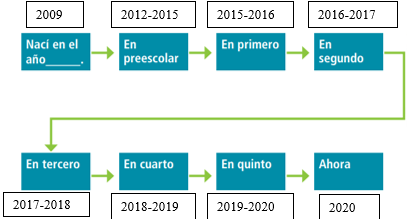 2009 2012-2015 2015-2016 2016-2017
Nací en el En En primero En
año_____. preescolar segundo
En tercero En cuarto En quinto Ahora
2017-2018 2018-2019 2019-2020 2020